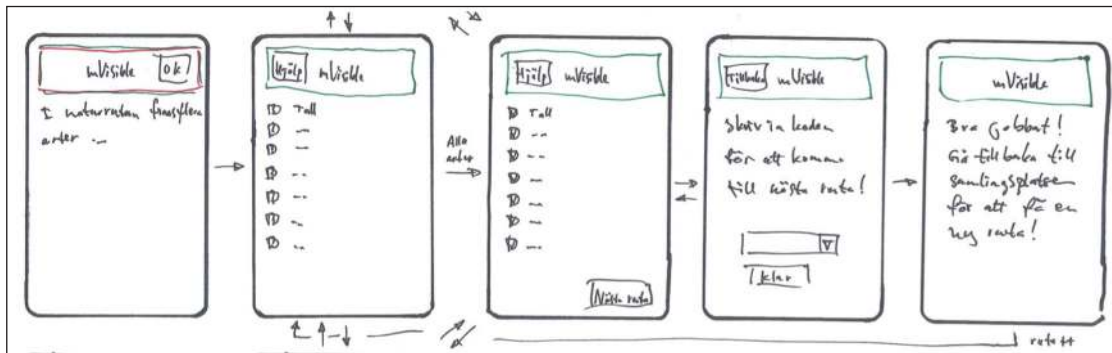 mVisible OK!
I naturrutan finns flera
arter ...
Hjälp mVisible
Tall
Alla
arter
Hjälp mVisible
Tall
Nästa ruta
Tillbaka mVisible
Skriv in koden
för att komma
till nästa ruta!
Klar
mVisible
Bra jobbat!
Gå tillbaka till
samlingsplatsen
för att få en
ny ruta!